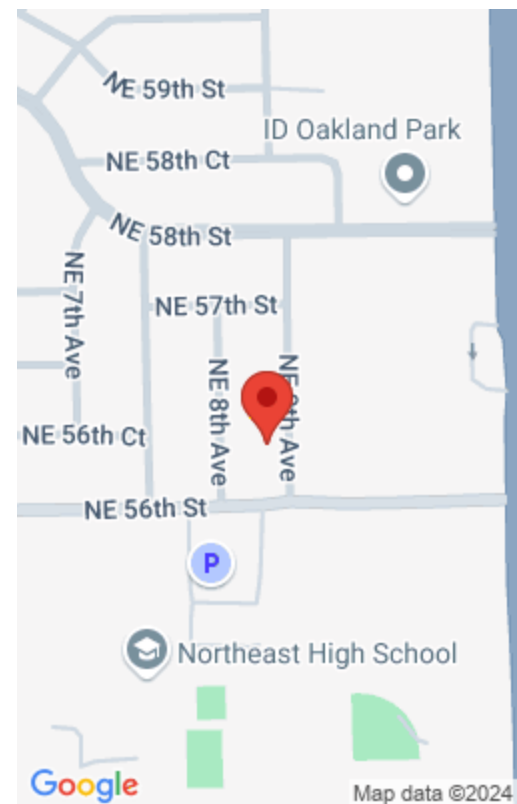 NE 59th St
ID Oakland Park
NE 58th Ct
NE 58th St
NE 7th Ave
NE 57th St
NE 8th Ave
NE 9th Ave
NE 56th Ct
NE 56th St
P
Northeast High School
Google
Map data ©2024